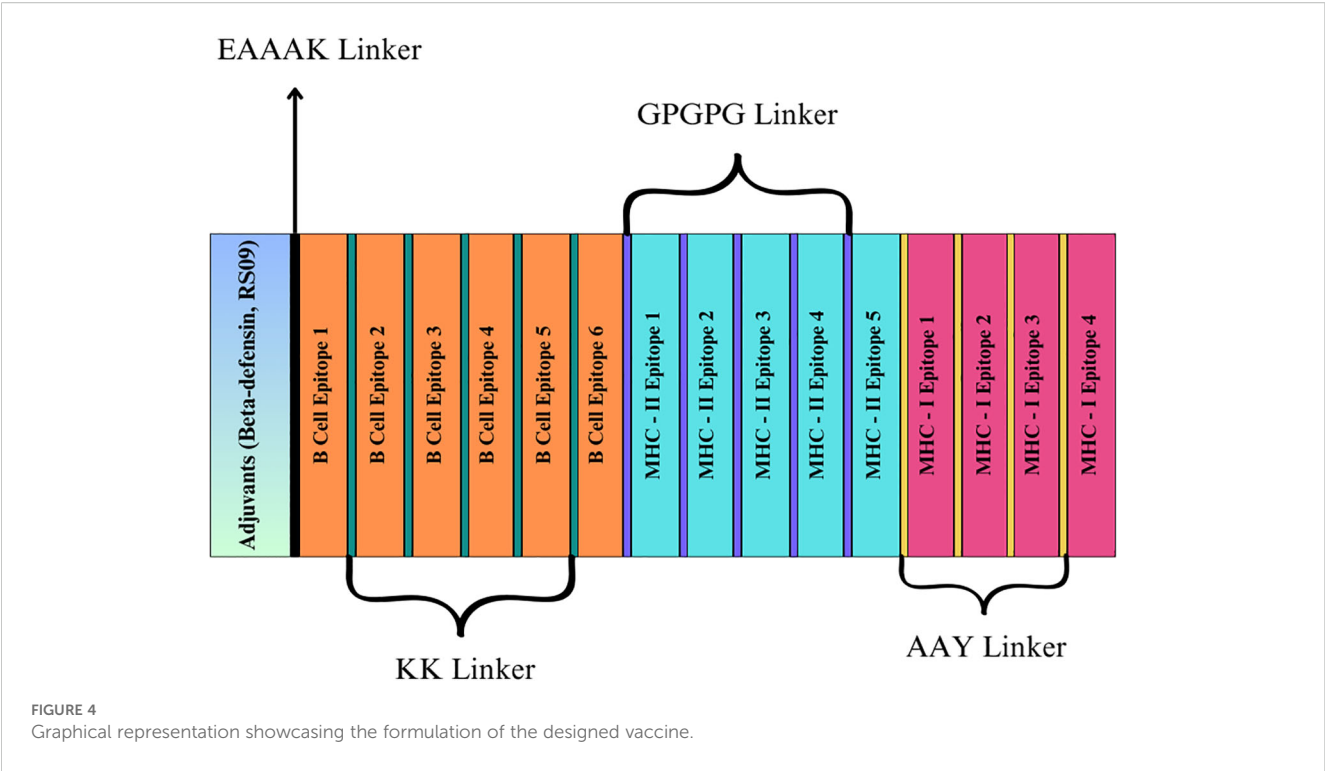 EAAAK Linker
GPGPG Linker
Adjuvants (Beta-defensin, RS09)
B Cell Epitope 1
B Cell Epitope 2
B Cell Epitope 3
B Cell Epitope 4
B Cell Epitope 5
B Cell Epitope 6
MHC - II Epitope 1
MHC - II Epitope 2
MHC - II Epitope 3
MHC - II Epitope 4
MHC - II Epitope 5
MHC - I Epitope 1
MHC - I Epitope 2
MHC - I Epitope 3
MHC - I Epitope 4
KK Linker
AAY Linker
FIGURE 4
Graphical representation showcasing the formulation of the designed vaccine.